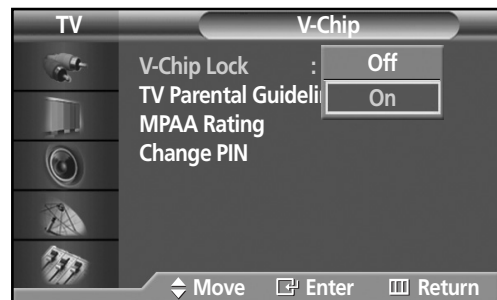 TV V-Chip
V-Chip Lock : Off
TV Parental Guideli On
MPAA Rating
Change PIN
Move Enter Return